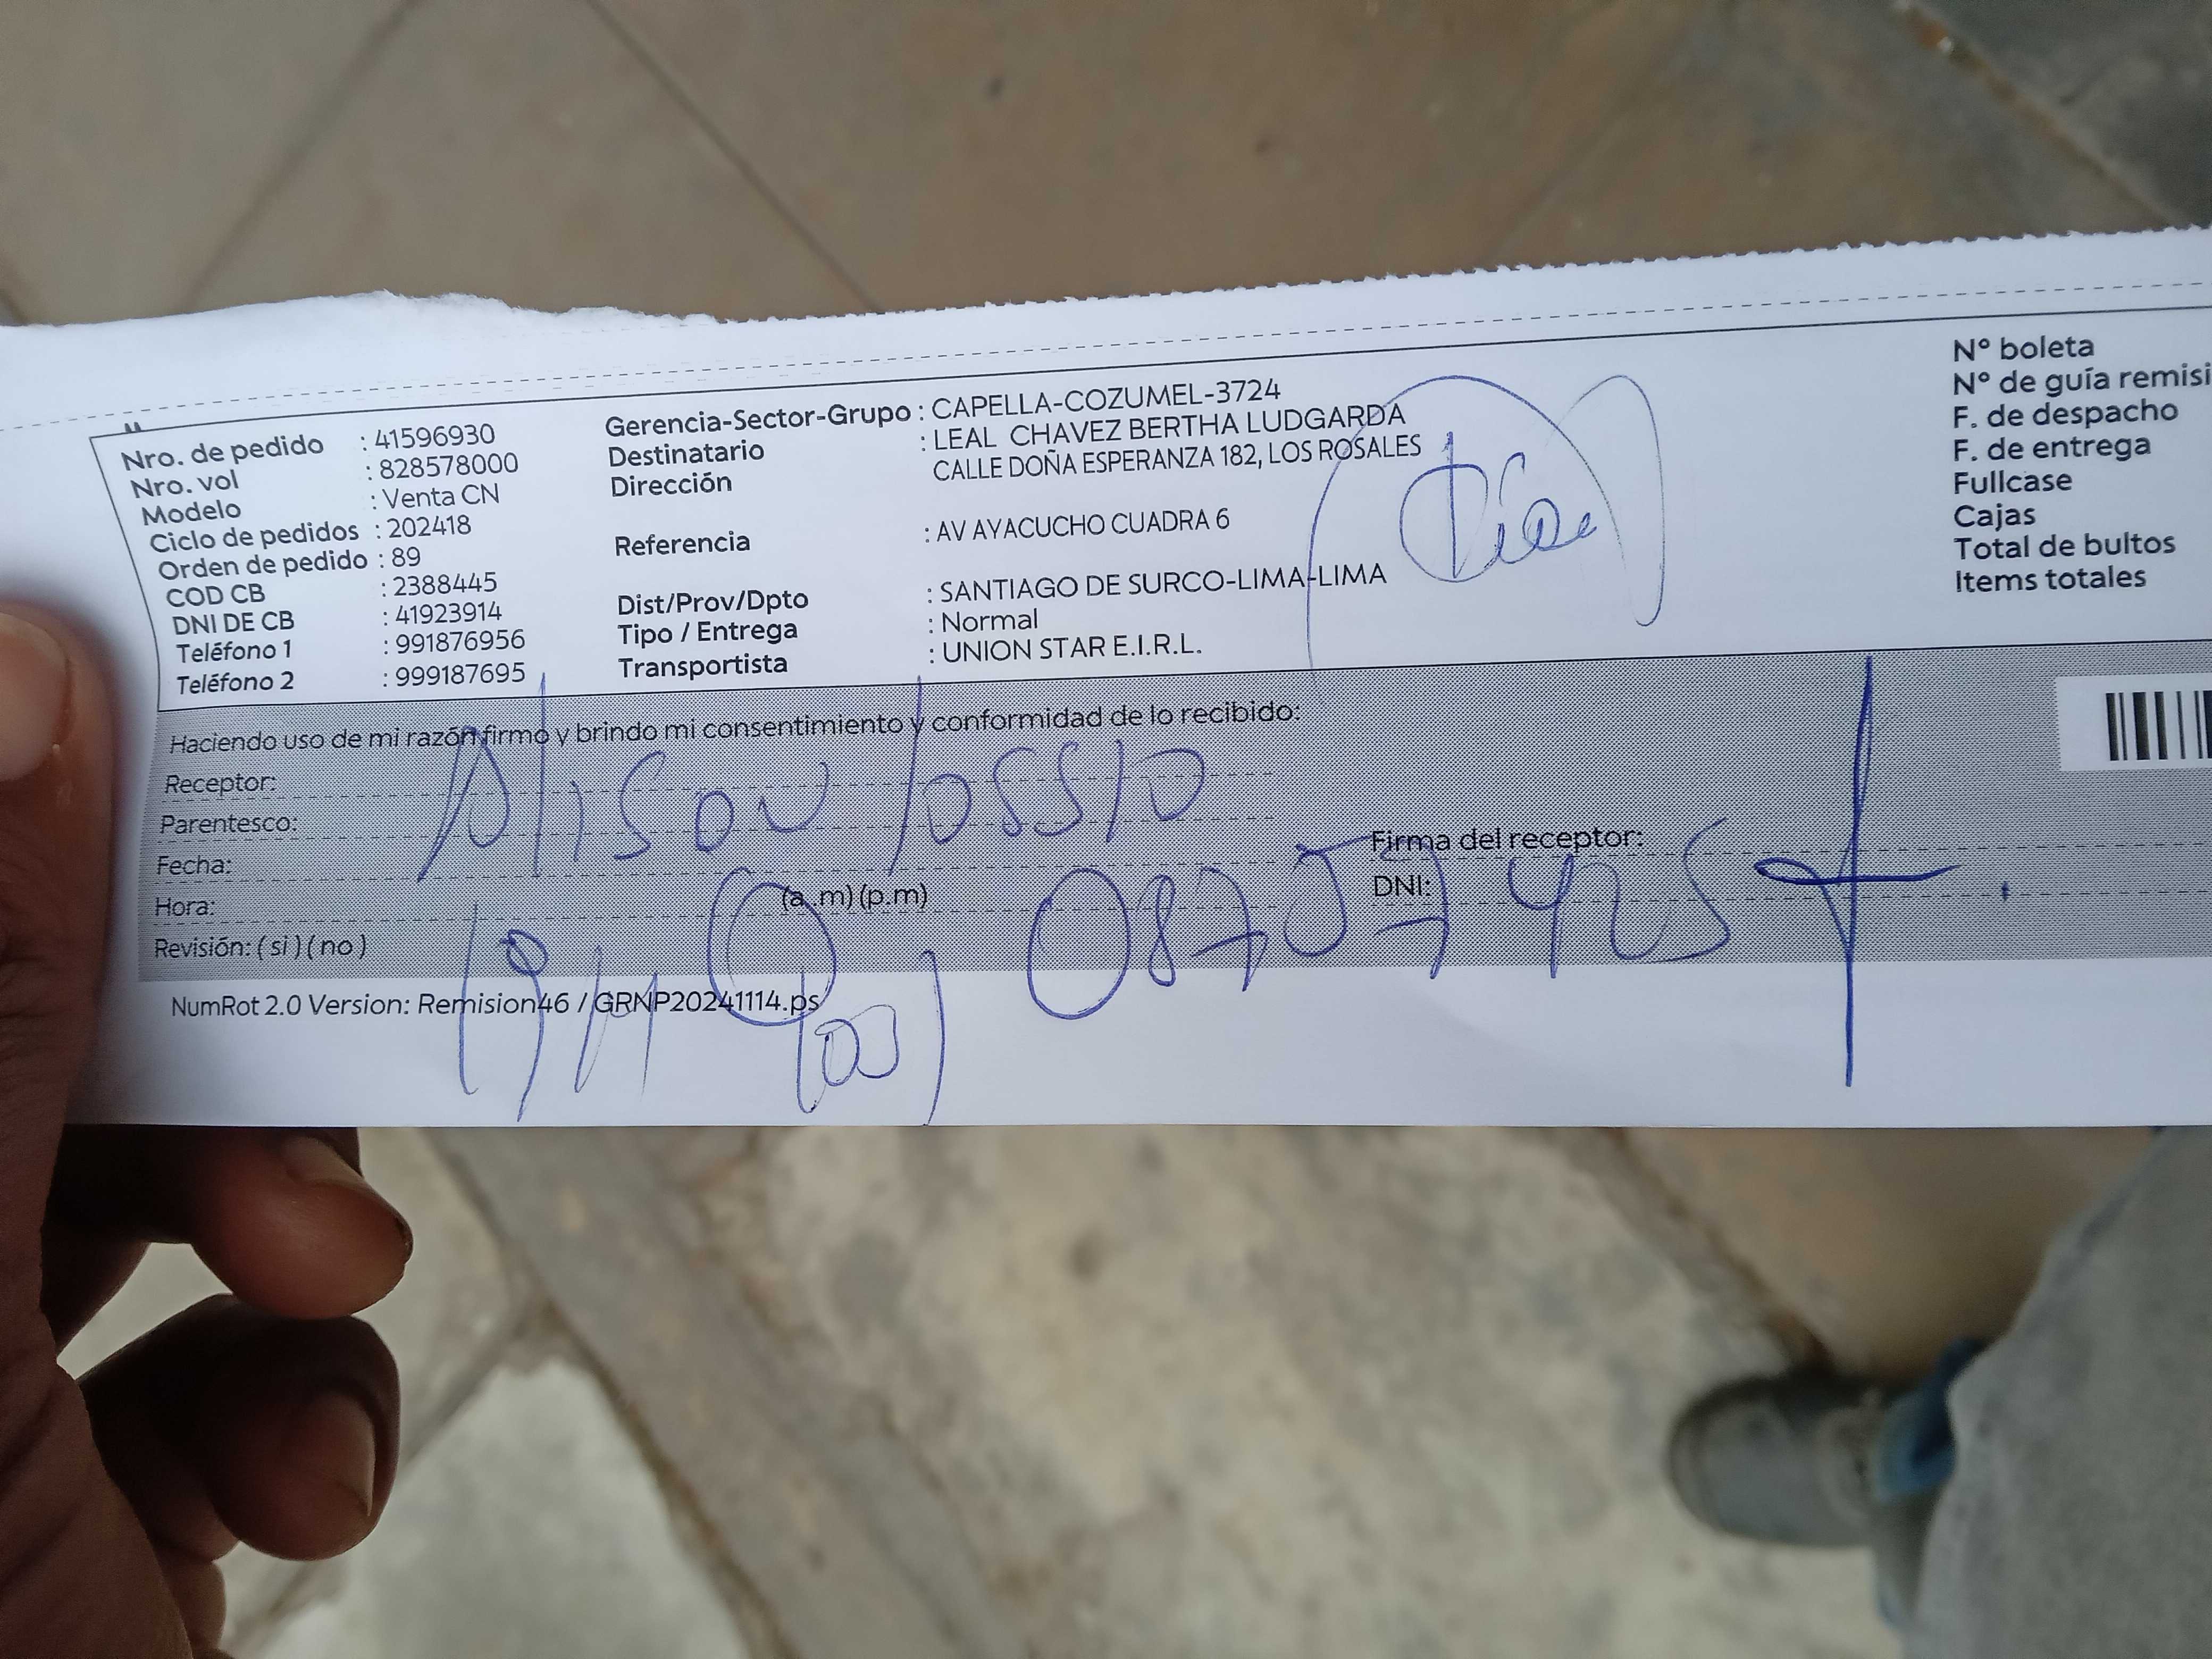 Nro. de pedido : 41596930
Nro. vol : 828578000
Modelo : Venta CN
Ciclo de pedidos : 202418
Orden de pedido : 89
COD CB : 2388445
DNI DE CB : 41923914
Teléfono 1 : 991876956
Teléfono 2 : 999187695
Gerencia-Sector-Grupo : CAPELLA-COZUMEL-3724
Destinatario : LEAL CHAVEZ BERTHA LUDGARDA
Dirección CALLE DOÑA ESPERANZA 182, LOS ROSALES
Referencia : AV AYACUCHO CUADRA 6
Dist/Prov/Dpto : SANTIAGO DE SURCO-LIMA-LIMA
Tipo / Entrega : Normal
Transportista : UNION STAR E.I.R.L.
Tía
Nº boleta
Nº de guía remisi
F. de despacho
F. de entrega
Fullcase
Cajas
Total de bultos
Items totales
Haciendo uso de mi razón firmo y brindo mi consentimiento y conformidad de lo recibido:
Receptor:
Alison
Parentesco:
Fecha:
Hora: (a.m) (p.m)
Revisión: ( si ) ( no )
Firma del receptor:
DNI:
NumRot 2.0 Version: Remision46 / GRNP20241114.ps